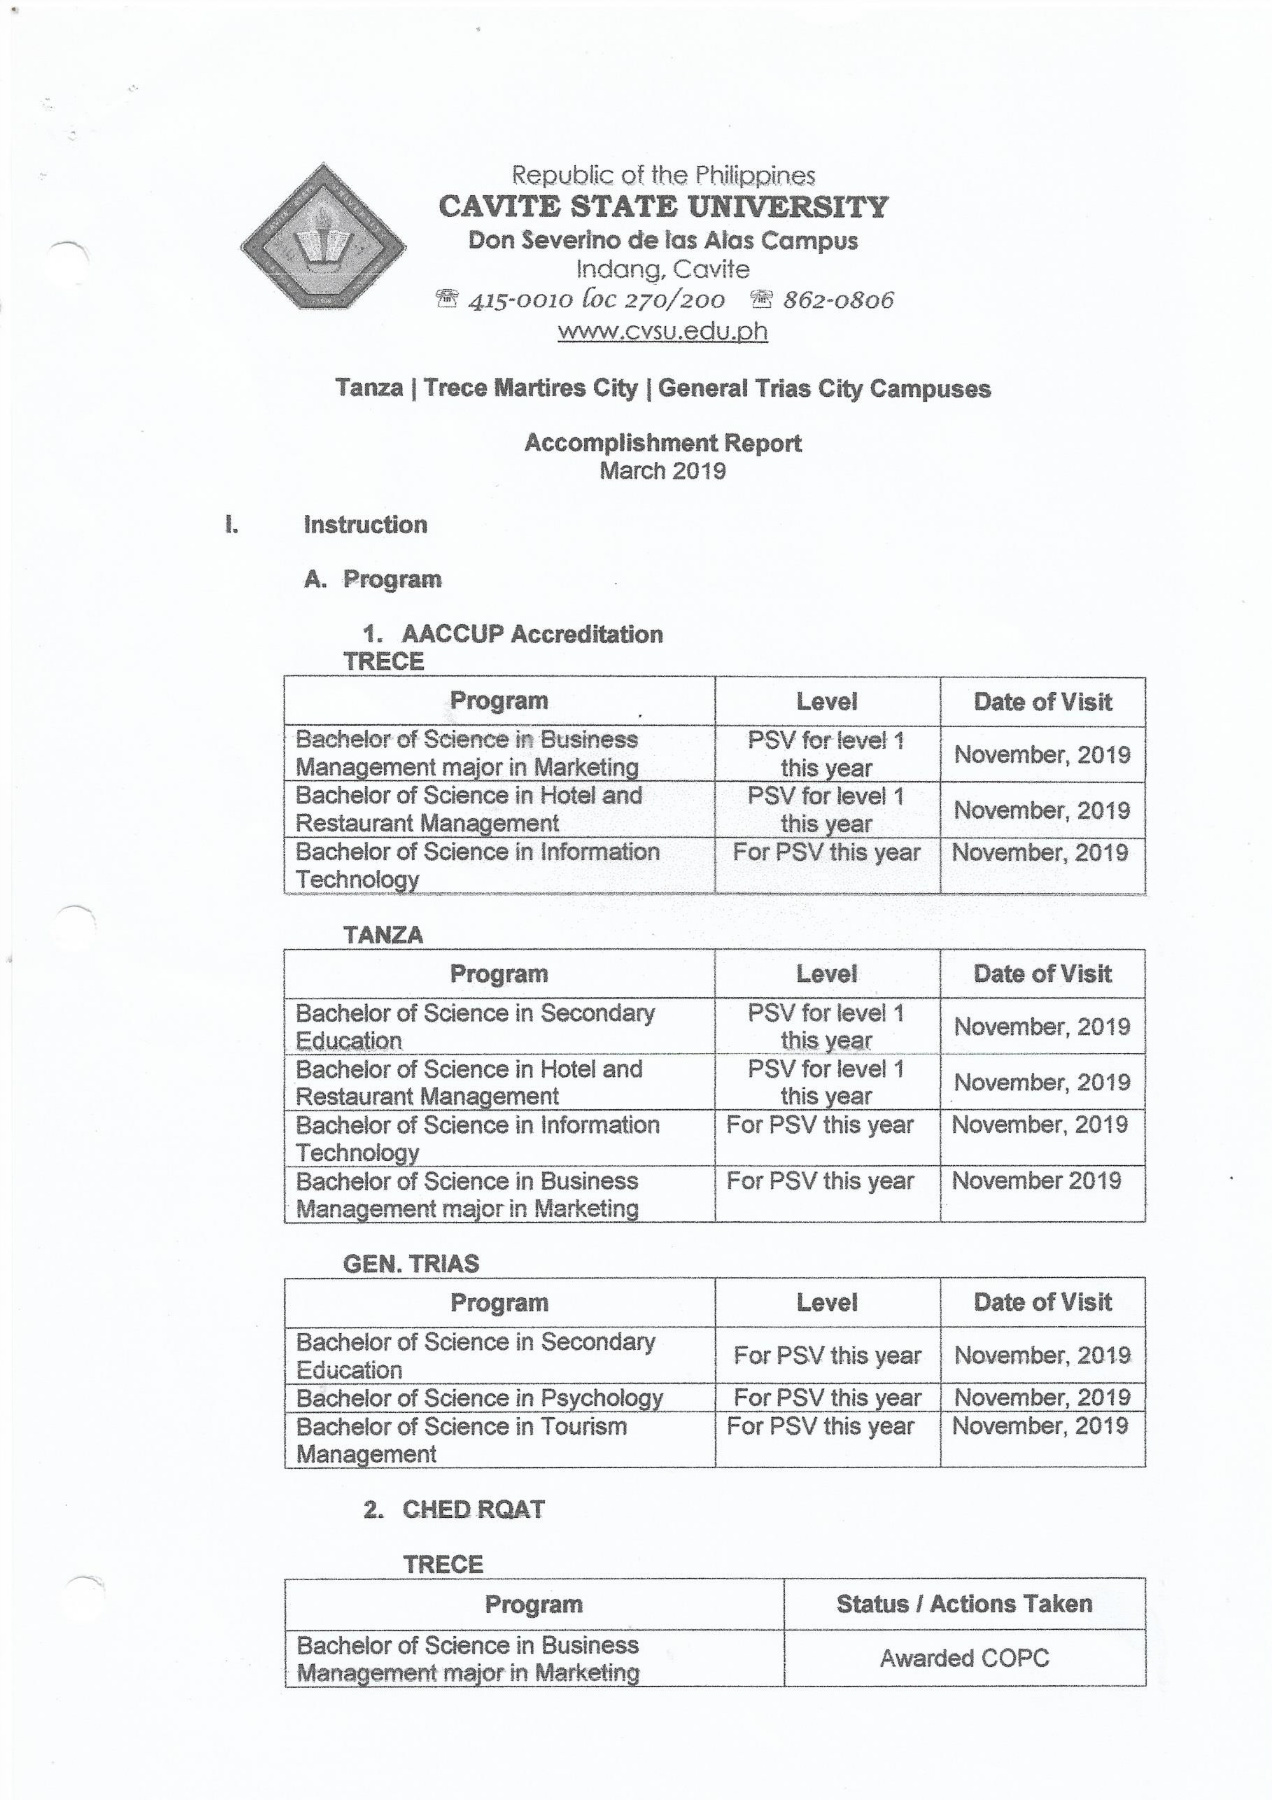 Republic of the Philippines
CAVITE STATE UNIVERSITY
Don Severino de las Alas Campus
Indang, Cavite
☏ 415-0010 loc 270/200 ☏ 862-0806
www.cvsu.edu.ph
Tanza | Trece Martires City | General Trias City Campuses
Accomplishment Report
March 2019
I. Instruction
A. Program
1. AACCUP Accreditation
TRECE
Program Level Date of Visit
Bachelor of Science in Business Management major in Marketing PSV for level 1 this year November, 2019
Bachelor of Science in Hotel and Restaurant Management PSV for level 1 this year November, 2019
Bachelor of Science in Information Technology For PSV this year November, 2019
TANZA
Program Level Date of Visit
Bachelor of Science in Secondary Education PSV for level 1 this year November, 2019
Bachelor of Science in Hotel and Restaurant Management PSV for level 1 this year November, 2019
Bachelor of Science in Information Technology For PSV this year November, 2019
Bachelor of Science in Business Management major in Marketing For PSV this year November 2019
GEN. TRIAS
Program Level Date of Visit
Bachelor of Science in Secondary Education For PSV this year November, 2019
Bachelor of Science in Psychology For PSV this year November, 2019
Bachelor of Science in Tourism Management For PSV this year November, 2019
2. CHED RQAT
TRECE
Program Status / Actions Taken
Bachelor of Science in Business Management major in Marketing Awarded COPC